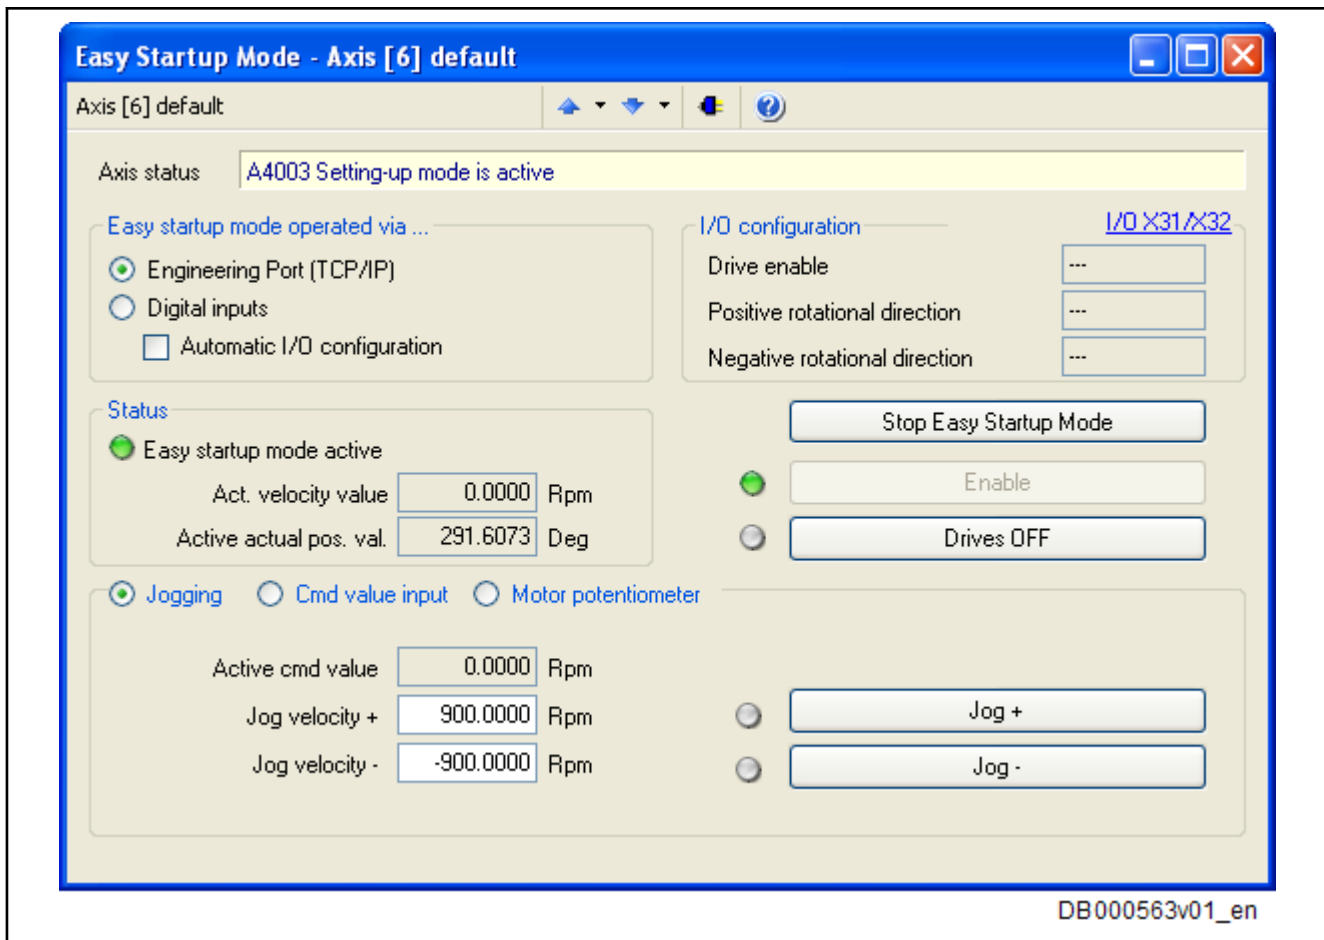 Easy Startup Mode - Axis [6] default
Axis [6] default
Axis status A4003 Setting-up mode is active
Easy startup mode operated via ...
Engineering Port (TCP/IP)
Digital inputs
Automatic I/O configuration
I/O configuration I/O X31/X32
Drive enable ---
Positive rotational direction ---
Negative rotational direction ---
Status
Easy startup mode active
Act. velocity value 0.0000 Rpm
Active actual pos. val. 291.6073 Deg
Stop Easy Startup Mode
Enable
Drives OFF
Jogging Cmd value input Motor potentiometer
Active cmd value 0.0000 Rpm
Jog velocity + 900.0000 Rpm
Jog velocity - -900.0000 Rpm
Jog +
Jog -
DB000563v01_en